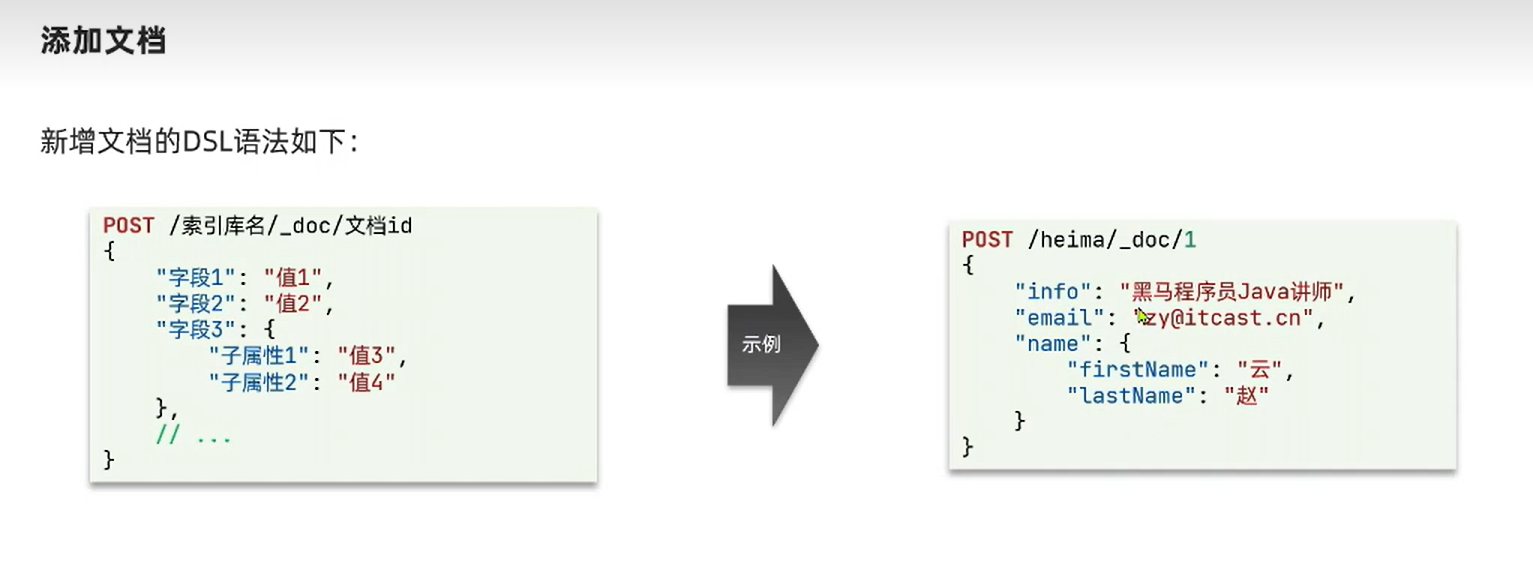 添加文档
新增文档的DSL语法如下：
POST /索引库名/_doc/文档id
{
    "字段1": "值1",
    "字段2": "值2",
    "字段3": {
        "子属性1": "值3",
        "子属性2": "值4"
    },
    // ...
}
示例
POST /heima/_doc/1
{
    "info": "黑马程序员Java讲师",
    "email": "zy@itcast.cn",
    "name": {
        "firstName": "云",
        "lastName": "赵"
    }
}